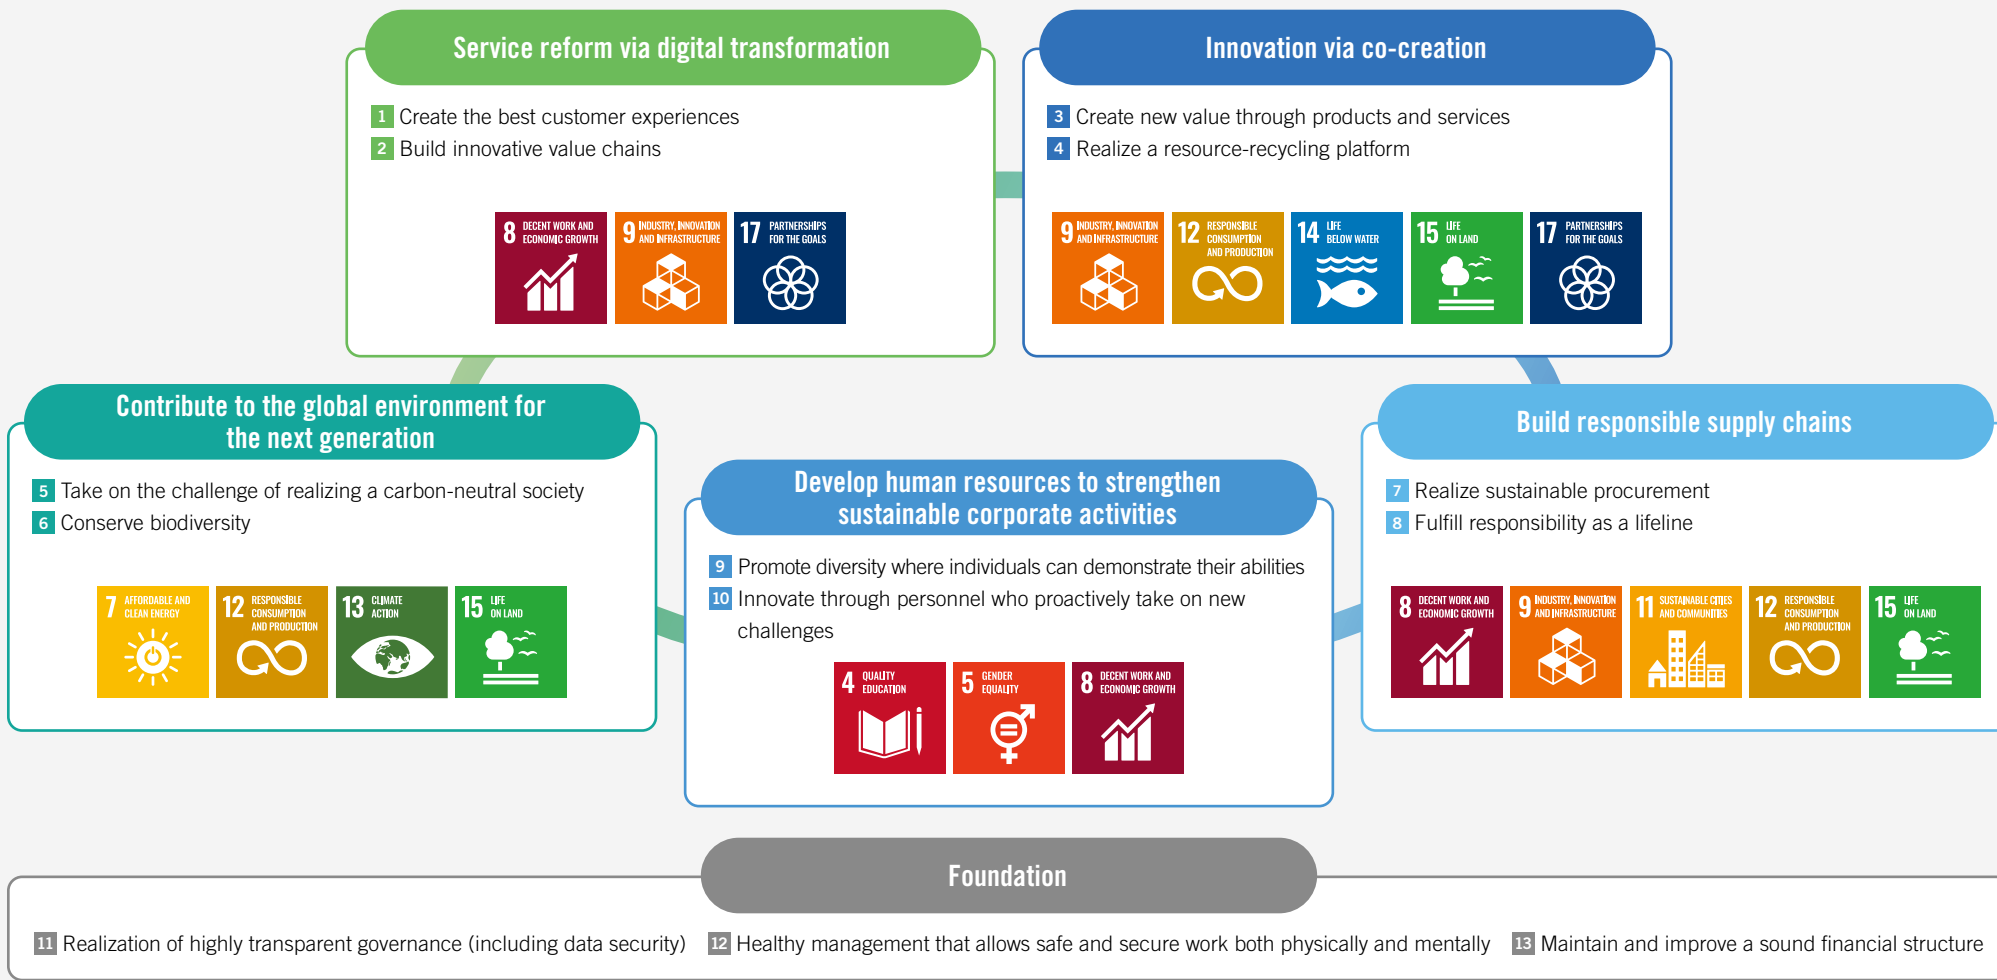 Service reform via digital transformation
1 Create the best customer experiences
2 Build innovative value chains
8 DECENT WORK AND
ECONOMIC GROWTH
9 INDUSTRY, INNOVATION
AND INFRASTRUCTURE
17 PARTNERSHIPS
FOR THE GOALS
Innovation via co-creation
3 Create new value through products and services
4 Realize a resource-recycling platform
9 INDUSTRY, INNOVATION
AND INFRASTRUCTURE
12 RESPONSIBLE
CONSUMPTION
AND PRODUCTION
14 LIFE
BELOW WATER
15 LIFE
ON LAND
17 PARTNERSHIPS
FOR THE GOALS
Contribute to the global environment for
the next generation
5 Take on the challenge of realizing a carbon-neutral society
6 Conserve biodiversity
7 AFFORDABLE AND
CLEAN ENERGY
12 RESPONSIBLE
CONSUMPTION
AND PRODUCTION
13 CLIMATE
ACTION
15 LIFE
ON LAND
Develop human resources to strengthen
sustainable corporate activities
9 Promote diversity where individuals can demonstrate their abilities
10 Innovate through personnel who proactively take on new
challenges
4 QUALITY
EDUCATION
5 GENDER
EQUALITY
8 DECENT WORK AND
ECONOMIC GROWTH
Build responsible supply chains
7 Realize sustainable procurement
8 Fulfill responsibility as a lifeline
8 DECENT WORK AND
ECONOMIC GROWTH
9 INDUSTRY, INNOVATION
AND INFRASTRUCTURE
11 SUSTAINABLE CITIES
AND COMMUNITIES
12 RESPONSIBLE
CONSUMPTION
AND PRODUCTION
15 LIFE
ON LAND
Foundation
11 Realization of highly transparent governance (including data security)
12 Healthy management that allows safe and secure work both physically and mentally
13 Maintain and improve a sound financial structure